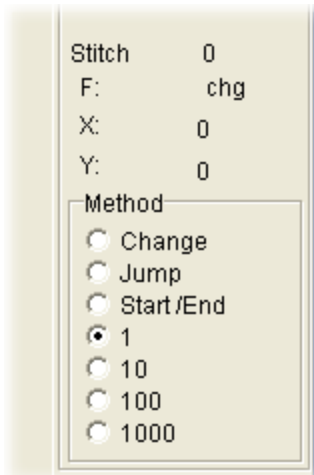 Stitch 0
F: chg
X: 0
Y: 0
Method
Change
Jump
Start/End
1
10
100
1000